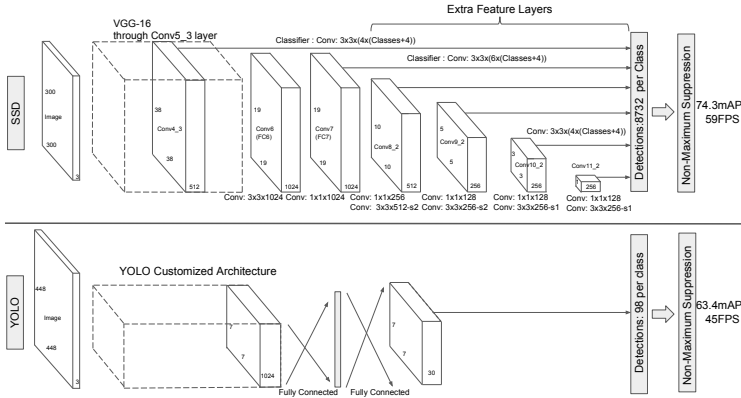 Extra Feature Layers
VGG-16
through Conv5_3 layer
Classifier : Conv: 3x3x(4x(Classes+4))
Classifier : Conv: 3x3x(6x(Classes+4))
SSD
300
Image
300
3
38
Conv4_3
38
512
19
Conv6
(FC6)
19
1024
19
Conv7
(FC7)
19
1024
10
Conv8_2
10
512
5
Conv9_2
5
256
Conv: 3x3x(4x(Classes+4))
3
Conv10_2
3
256
Conv11_2
1
256
Detections:8732 per Class
Non-Maximum Suppression
74.3mAP
59FPS
Conv: 3x3x1024
Conv: 1x1x1024
Conv: 1x1x256
Conv: 3x3x512-s2
Conv: 1x1x128
Conv: 3x3x256-s2
Conv: 1x1x128
Conv: 3x3x256-s1
Conv: 1x1x128
Conv: 3x3x256-s1
YOLO
448
Image
448
3
YOLO Customized Architecture
7
7
1024
Fully Connected
Fully Connected
7
7
30
Detections: 98 per class
Non-Maximum Suppression
63.4mAP
45FPS